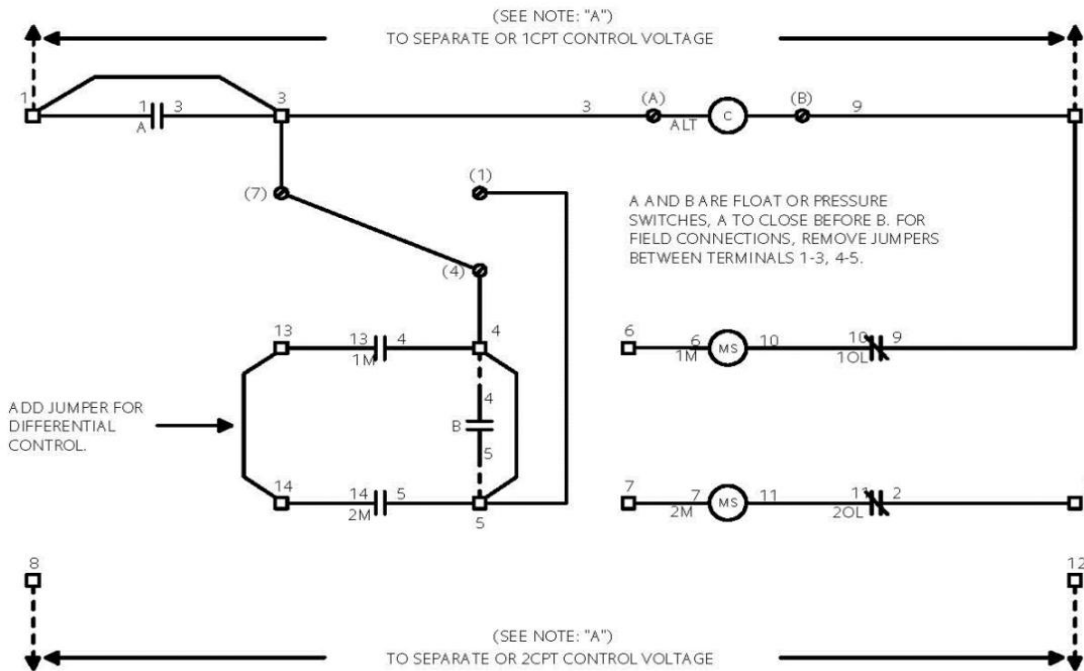 (SEE NOTE: "A")
TO SEPARATE OR 1CPT CONTROL VOLTAGE
1
1 3
A
3
3
(A)
ALT
C
(B)
9
(7)
(1)
A AND B ARE FLOAT OR PRESSURE
SWITCHES, A TO CLOSE BEFORE B. FOR
FIELD CONNECTIONS, REMOVE JUMPERS
BETWEEN TERMINALS 1-3, 4-5.
(4)
13
13 4
1M
4
6
6
1M
MS
10
10 9
1OL
4
B
5
ADD JUMPER FOR
DIFFERENTIAL
CONTROL.
14
14 5
2M
5
7
7
2M
MS
11
11 2
2OL
8
12
(SEE NOTE: "A")
TO SEPARATE OR 2CPT CONTROL VOLTAGE